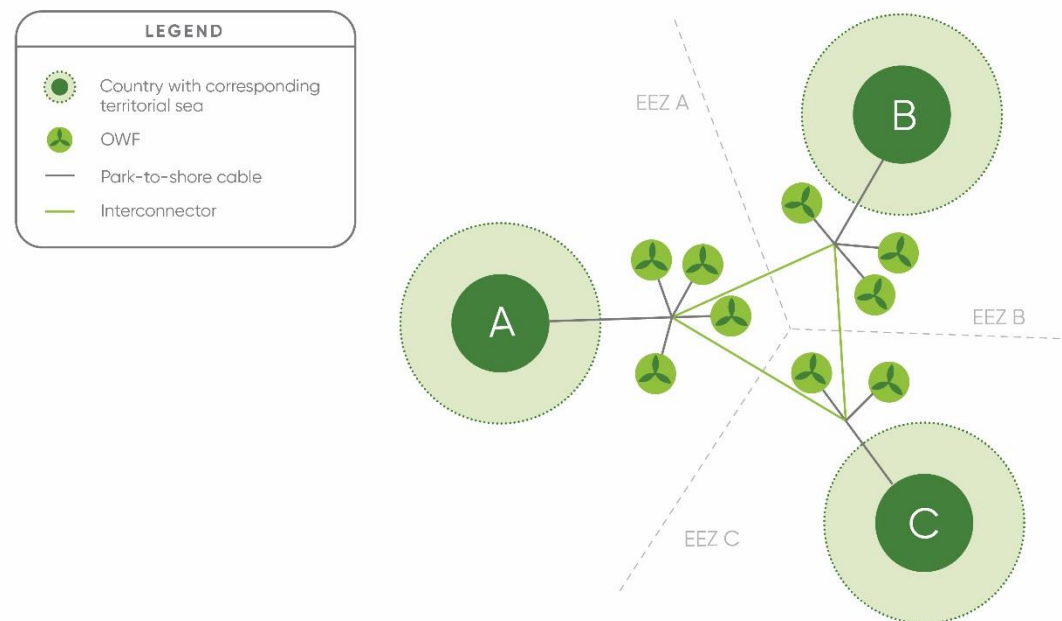 LEGEND
Country with corresponding
territorial sea
OWF
Park-to-shore cable
Interconnector
EEZ A
B
A
EEZ B
EEZ C
C